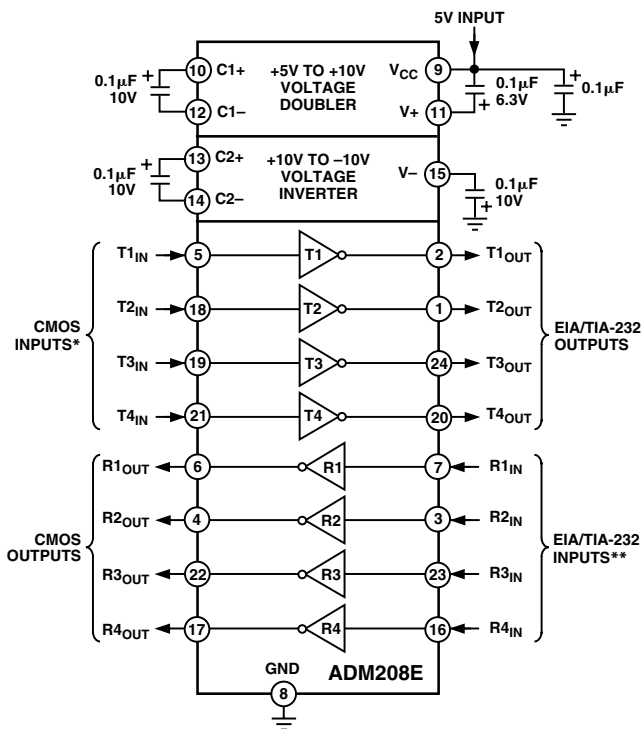 5V INPUT
0.1µF
10V
10
C1+
12
C1–
+5V TO +10V
VOLTAGE
DOUBLER
VCC
9
V+
11
0.1µF
6.3V
0.1µF
0.1µF
10V
13
C2+
14
C2–
+10V TO –10V
VOLTAGE
INVERTER
V–
15
0.1µF
10V
CMOS
INPUTS*
T1IN 5 T1 2 T1OUT
T2IN 18 T2 1 T2OUT
T3IN 19 T3 24 T3OUT
T4IN 21 T4 20 T4OUT
EIA/TIA-232
OUTPUTS
CMOS
OUTPUTS
R1OUT 6 R1 7 R1IN
R2OUT 4 R2 3 R2IN
R3OUT 22 R3 23 R3IN
R4OUT 17 R4 16 R4IN
EIA/TIA-232
INPUTS**
GND
8
ADM208E